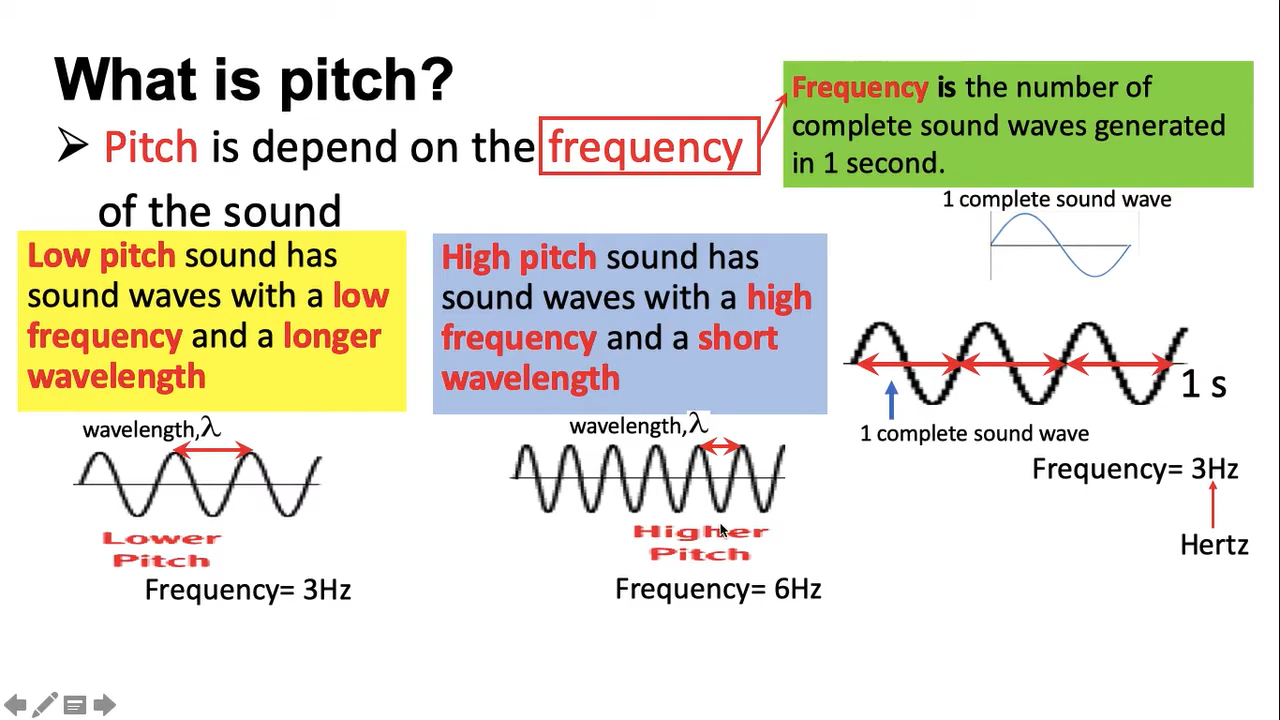 What is pitch?
➤ Pitch is depend on the frequency
of the sound
Frequency is the number of
complete sound waves generated
in 1 second.
1 complete sound wave
Low pitch sound has
sound waves with a low
frequency and a longer
wavelength
wavelength,λ
Lower
Pitch
Frequency= 3Hz
High pitch sound has
sound waves with a high
frequency and a short
wavelength
wavelength,λ
Higher
Pitch
Frequency= 6Hz
1 s
1 complete sound wave
Frequency= 3Hz
Hertz